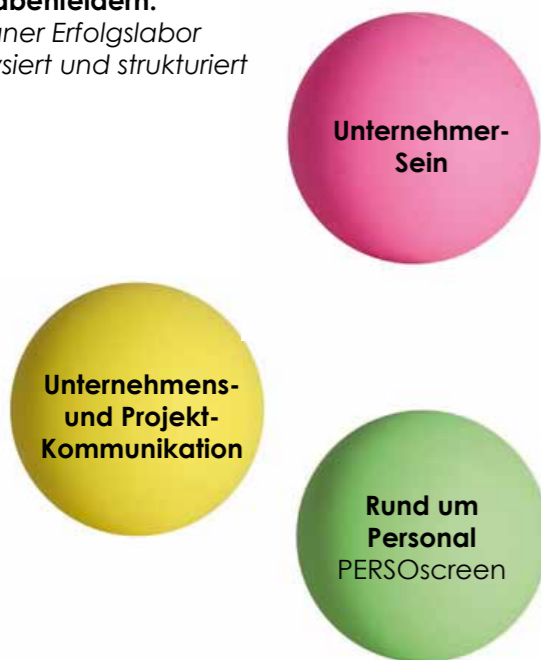 abenfeldern.
ner Erfolgslabor
siert und strukturiert
Unternehmer-
Sein
Unternehmens-
und Projekt-
Kommunikation
Rund um
Personal
PERSOscreen